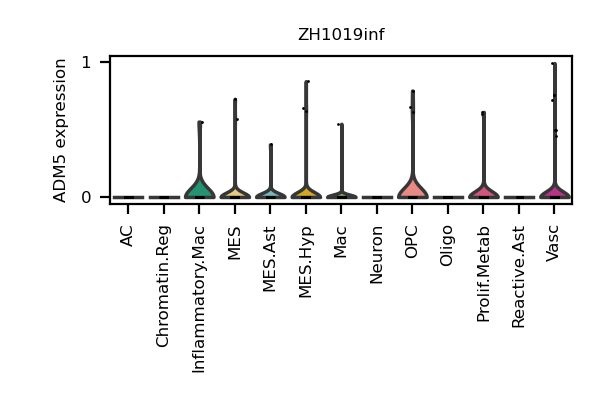 ZH1019inf
ADM5 expression
1
0
AC
Chromatin.Reg
Inflammatory.Mac
MES
MES.Ast
MES.Hyp
Mac
Neuron
OPC
Oligo
Prolif.Metab
Reactive.Ast
Vasc